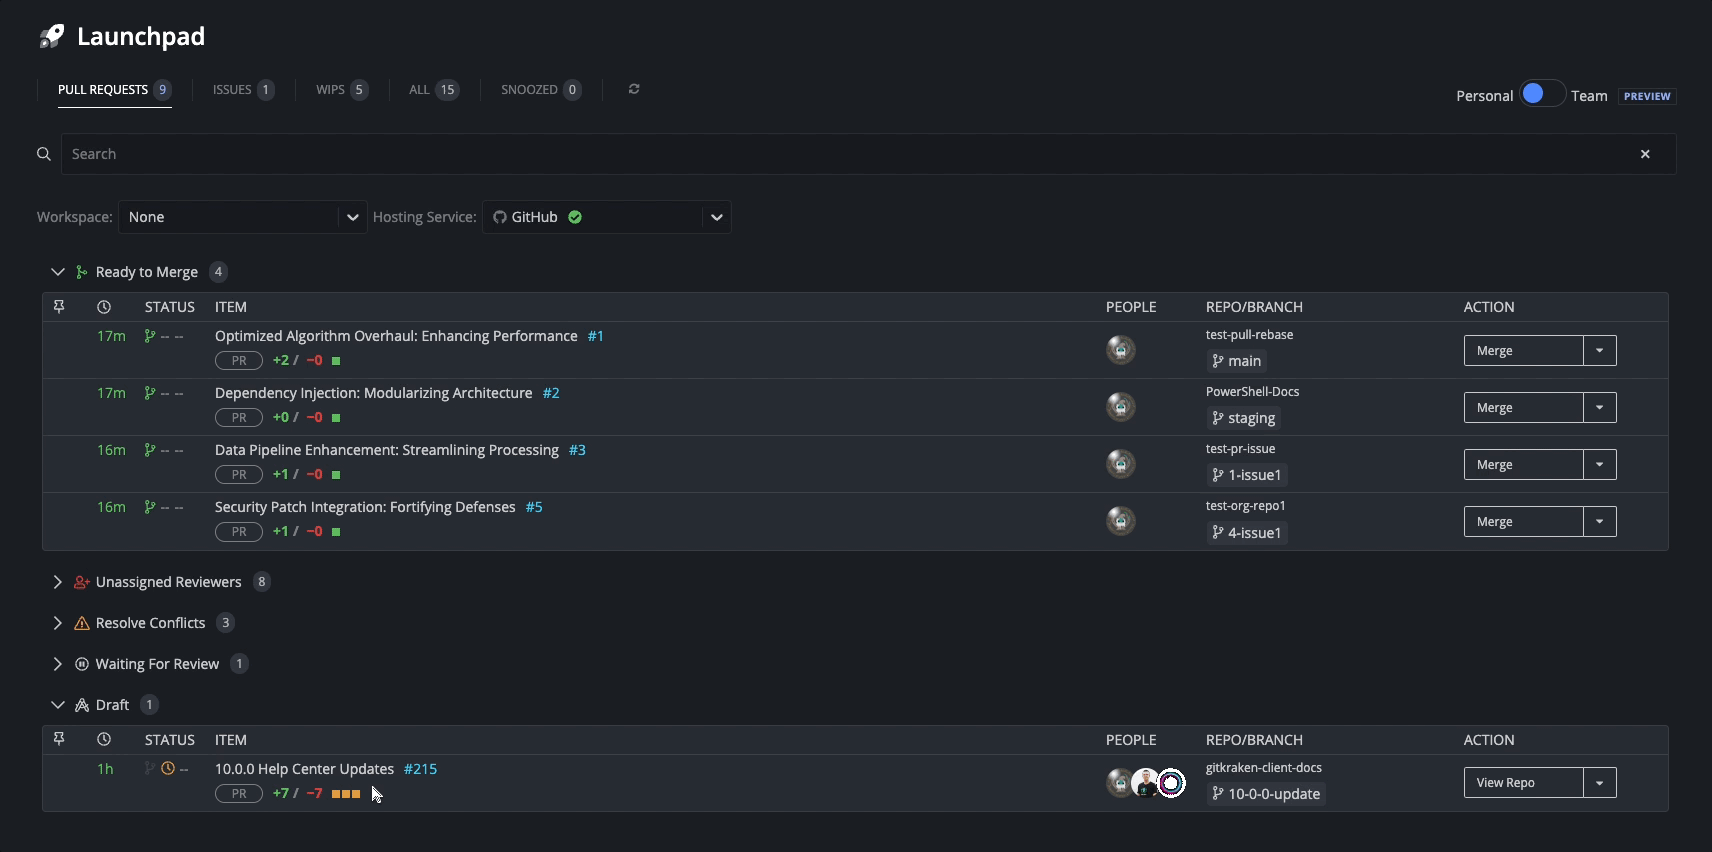 Launchpad
PULL REQUESTS 9 ISSUES 1 WIPS 5 ALL 15 SNOOZED 0
Personal Team PREVIEW
Search
Workspace: None Hosting Service: GitHub
Ready to Merge 4
STATUS ITEM PEOPLE REPO/BRANCH ACTION
17m -- -- Optimized Algorithm Overhaul: Enhancing Performance #1 test-pull-rebase
PR +2 / −0 main Merge
17m -- -- Dependency Injection: Modularizing Architecture #2 PowerShell-Docs
PR +0 / −0 staging Merge
16m -- -- Data Pipeline Enhancement: Streamlining Processing #3 test-pr-issue
PR +1 / −0 1-issue1 Merge
16m -- -- Security Patch Integration: Fortifying Defenses #5 test-org-repo1
PR +1 / −0 4-issue1 Merge
Unassigned Reviewers 8
Resolve Conflicts 3
Waiting For Review 1
Draft 1
STATUS ITEM PEOPLE REPO/BRANCH ACTION
1h -- 10.0.0 Help Center Updates #215 gitkraken-client-docs
PR +7 / −7 10-0-0-update View Repo